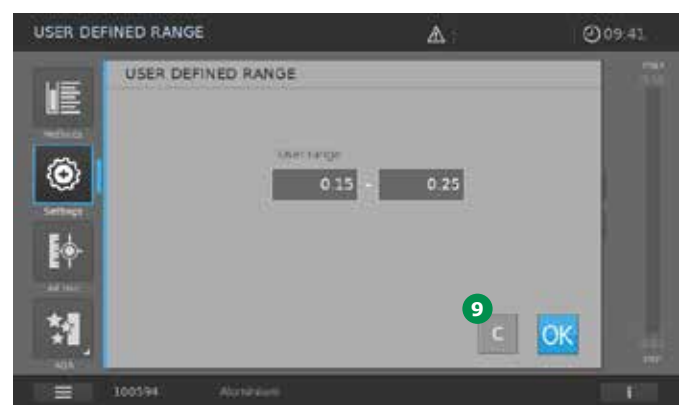 USER DEFINED RANGE
09:41
USER DEFINED RANGE
max
Methods
User range
0.15 - 0.25
Settings
9
C OK
100594 Aluminium
i